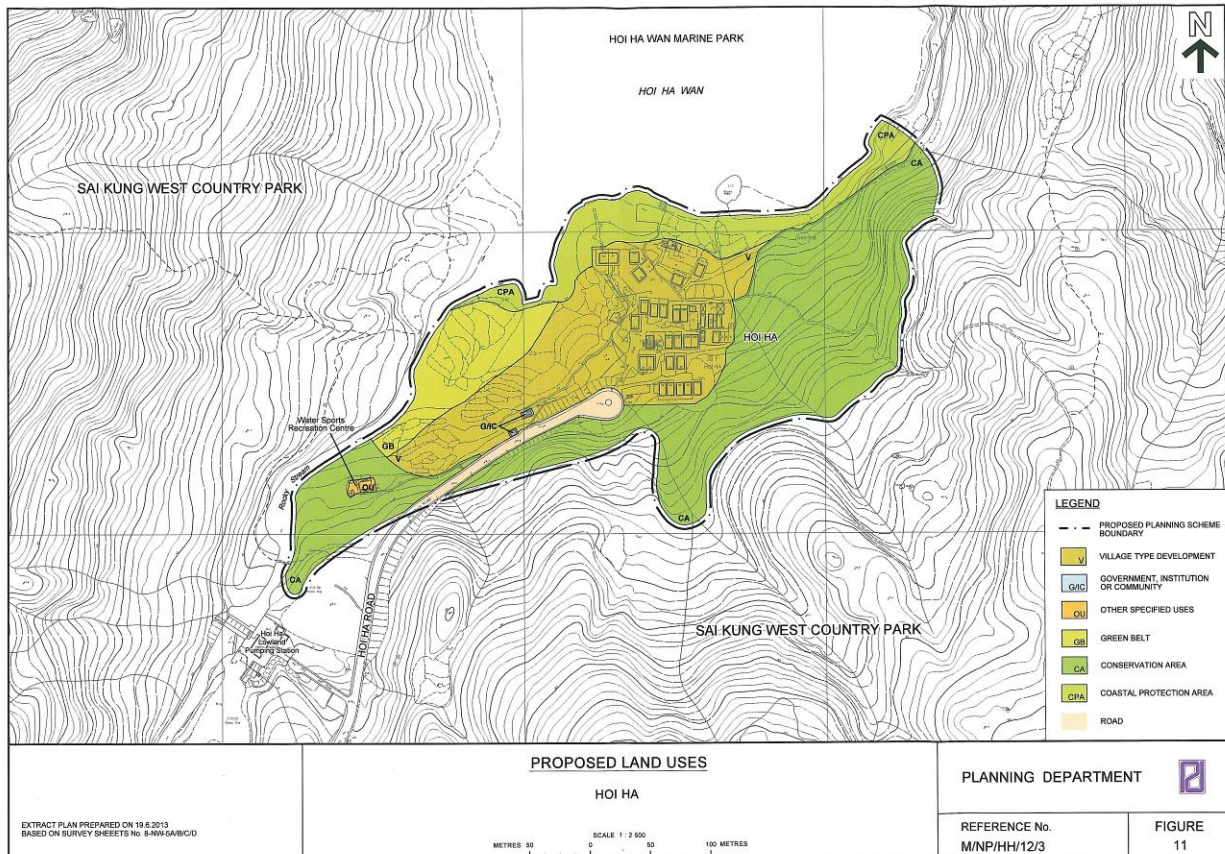 HOI HA WAN MARINE PARK
HOI HA WAN
N
SAI KUNG WEST COUNTRY PARK
CPA
CA
V
CPA
HOI HA
Water Sports
Recreation Centre
G/IC
GB
V
OU
Rocky Stream
CA
CA
HOI HA ROAD
Hoi Ha
Lowland
Pumping Station
SAI KUNG WEST COUNTRY PARK
LEGEND
PROPOSED PLANNING SCHEME
BOUNDARY
V VILLAGE TYPE DEVELOPMENT
G/IC GOVERNMENT, INSTITUTION
OR COMMUNITY
OU OTHER SPECIFIED USES
GB GREEN BELT
CA CONSERVATION AREA
CPA COASTAL PROTECTION AREA
ROAD
EXTRACT PLAN PREPARED ON 19.6.2013
BASED ON SURVEY SHEEETS No. 8-NW-5A/B/C/D
PROPOSED LAND USES
HOI HA
SCALE 1 : 2 500
METRES 50 0 50 100 METRES
PLANNING DEPARTMENT
REFERENCE No.
M/NP/HH/12/3
FIGURE
11